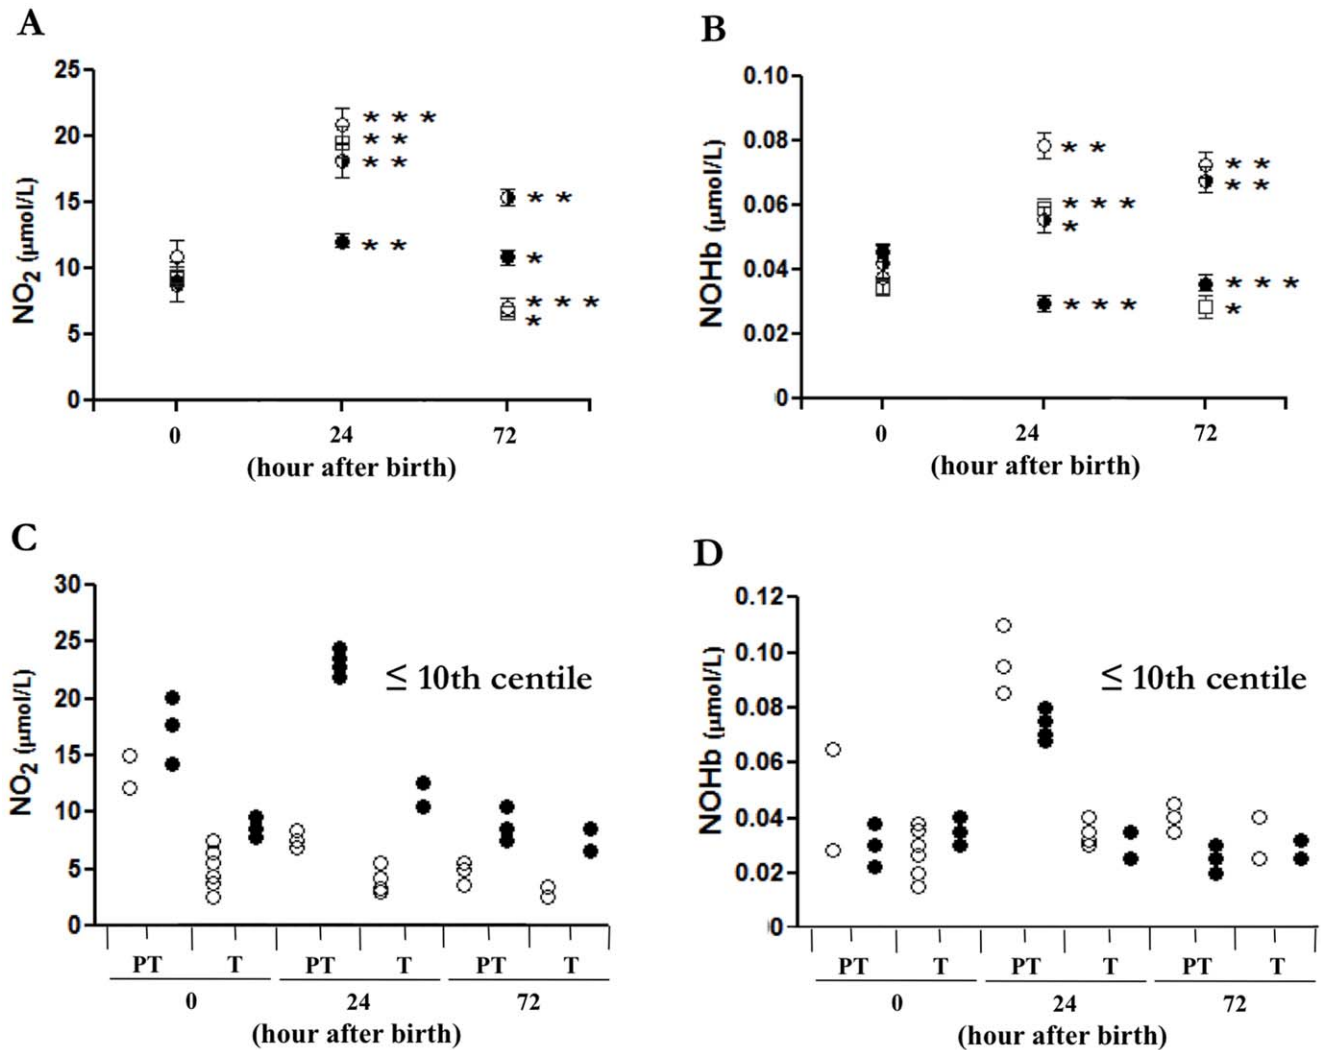 A
25
20
15
10
5
0
NO2 (μmol/L)
* * *
* *
* *
* *
* *
*
* * *
*
0 24 72
(hour after birth)
B
0.10
0.08
0.06
0.04
0.02
0
NOHb (μmol/L)
* *
* * *
*
* * *
* *
* *
* * *
*
0 24 72
(hour after birth)
C
30
25
20
15
10
5
0
NO2 (μmol/L)
≤ 10th centile
PT T PT T PT T
0 24 72
(hour after birth)
D
0.12
0.10
0.08
0.06
0.04
0.02
0
NOHb (μmol/L)
≤ 10th centile
PT T PT T PT T
0 24 72
(hour after birth)